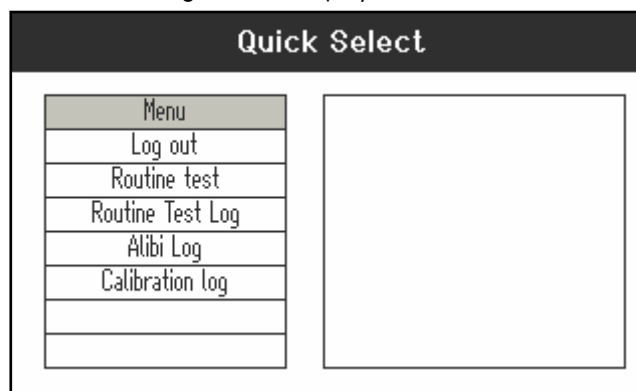 Quick Select
Menu
Log out
Routine test
Routine Test Log
Alibi Log
Calibration log